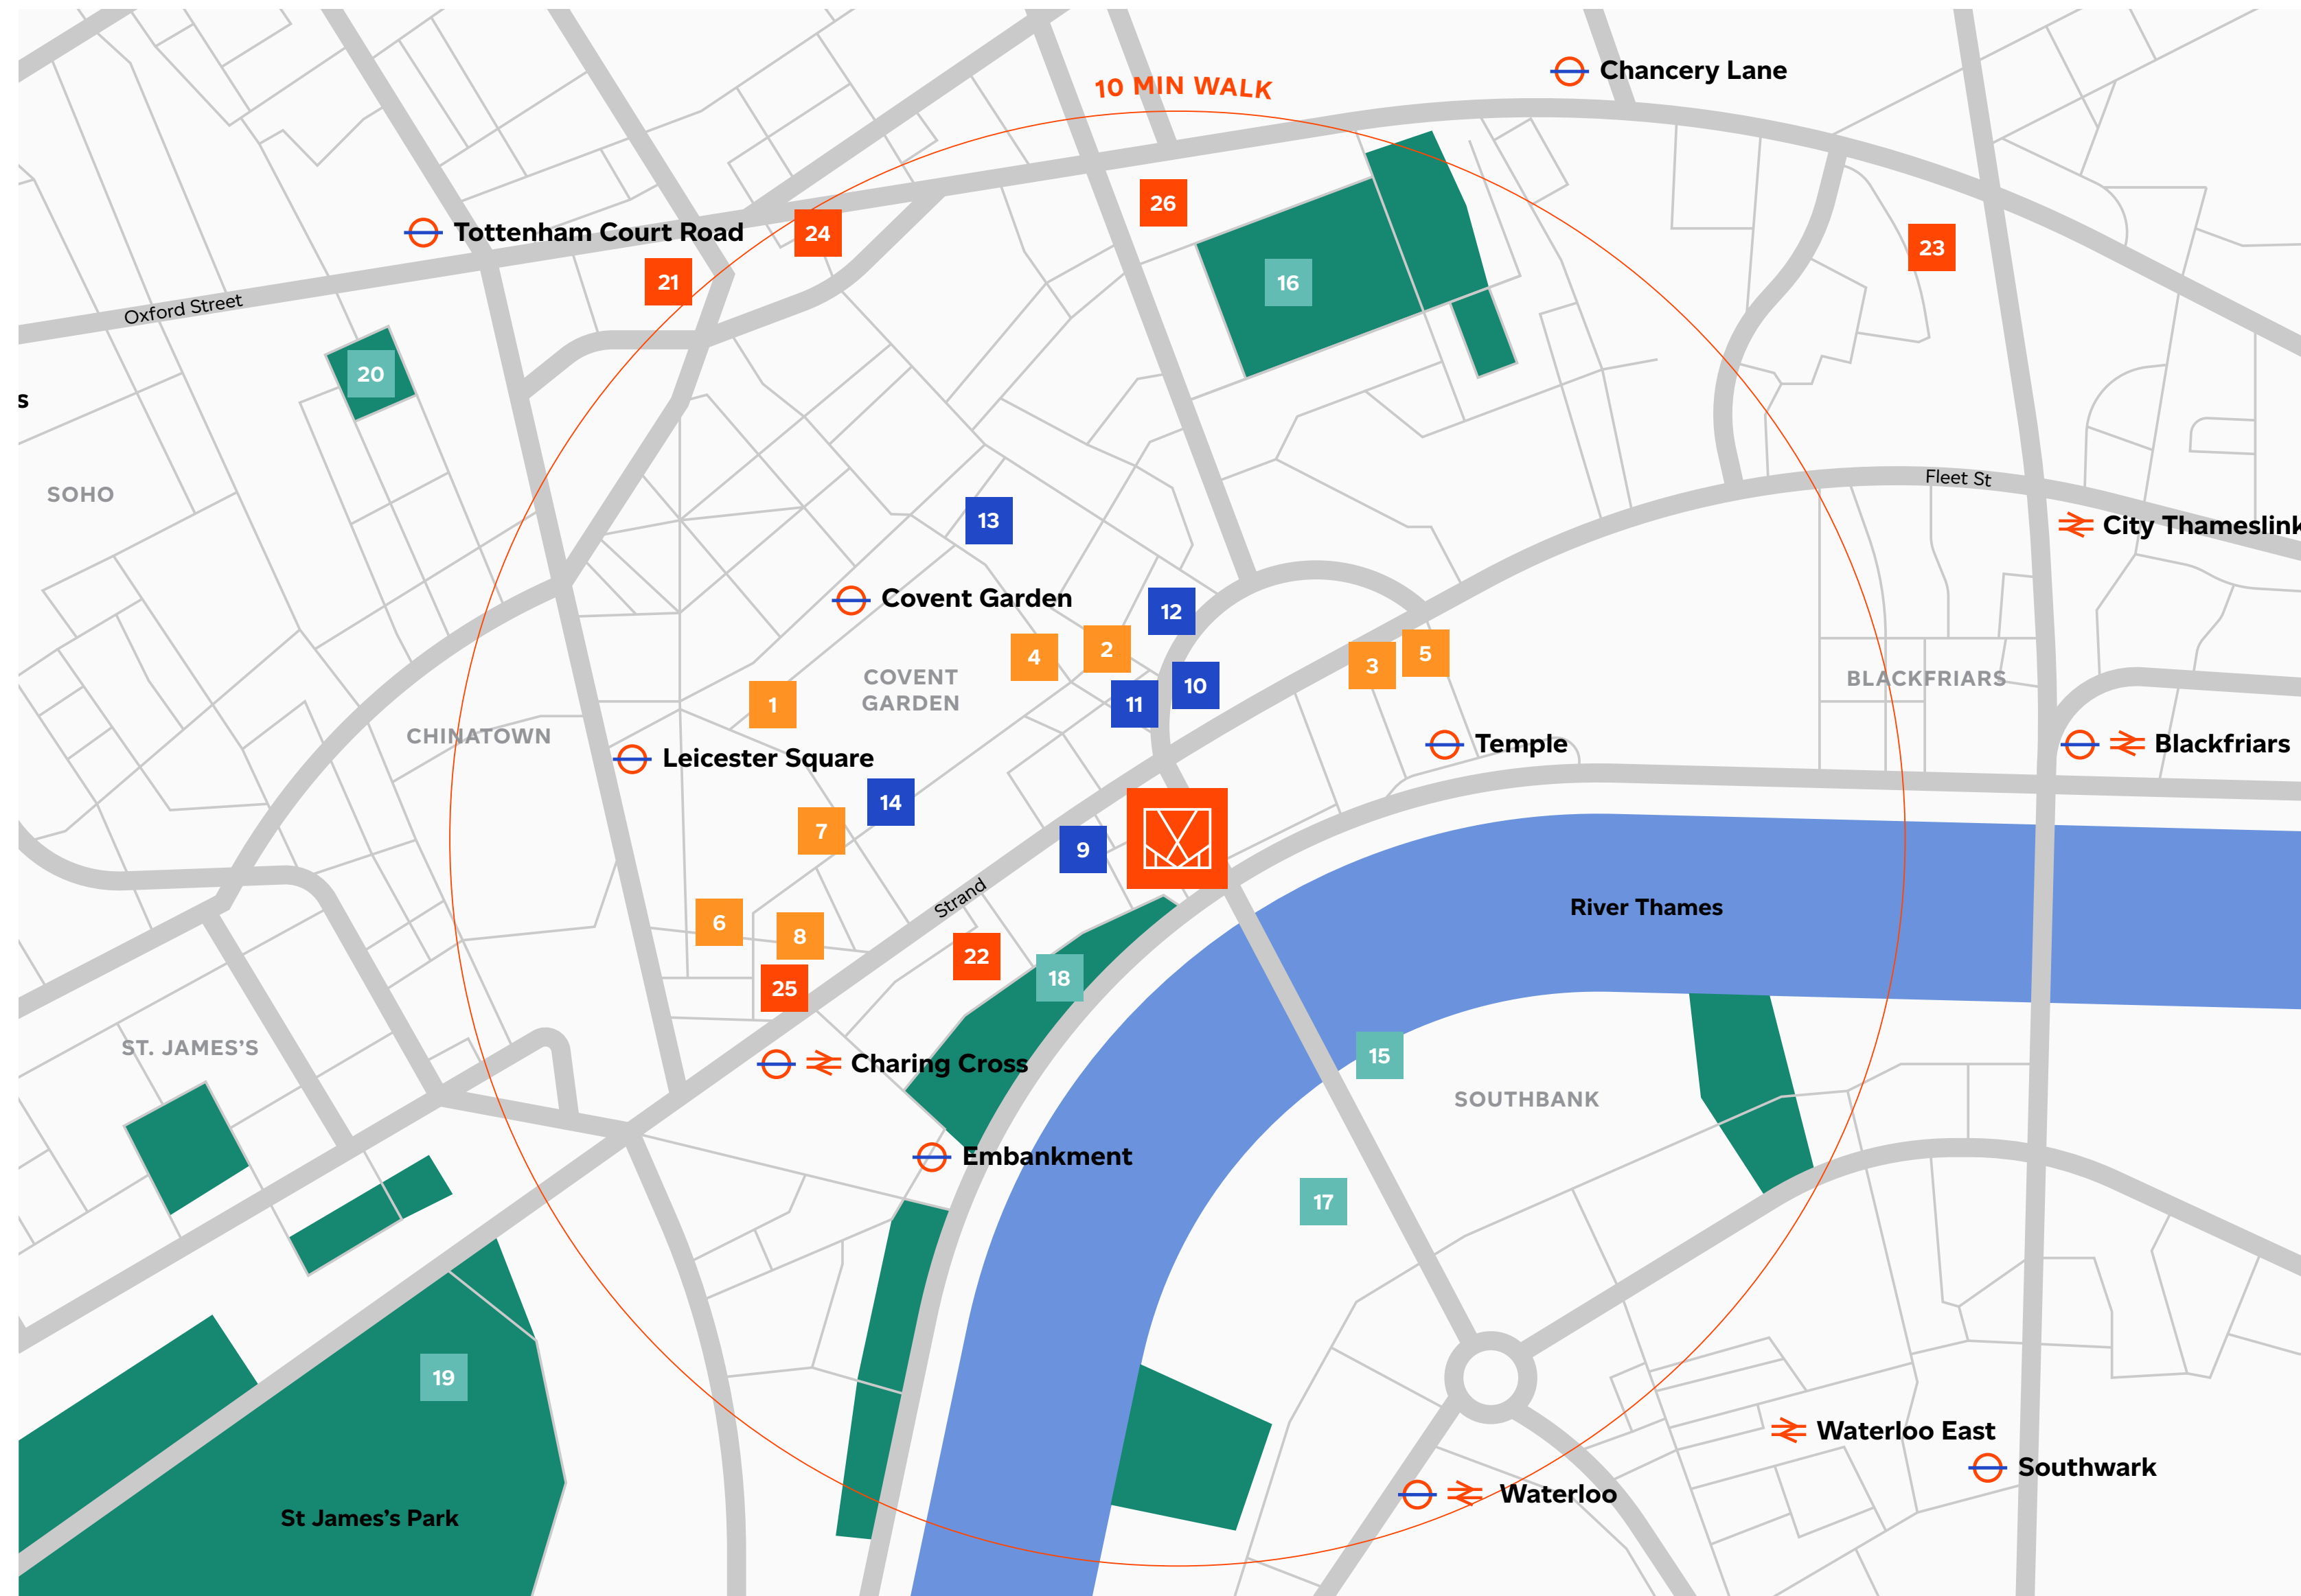 Chancery Lane
10 MIN WALK
26
24
Tottenham Court Road
23
21
16
Oxford Street
20
s
Fleet St
SOHO
13
City Thameslink
Covent Garden
12
2
4
5
3
COVENT
GARDEN
10
BLACKFRIARS
1
11
CHINATOWN
Temple
Blackfriars
Leicester Square
14
7
9
Strand
River Thames
6
8
22
18
25
ST. JAMES'S
15
Charing Cross
SOUTHBANK
Embankment
17
19
Waterloo East
Southwark
Waterloo
St James's Park